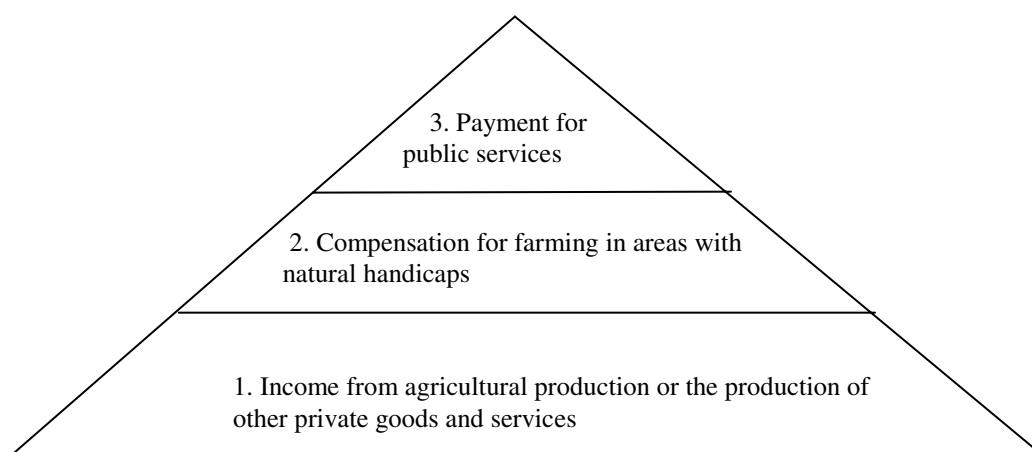 3. Payment for
public services
2. Compensation for farming in areas with
natural handicaps
1. Income from agricultural production or the production of
other private goods and services